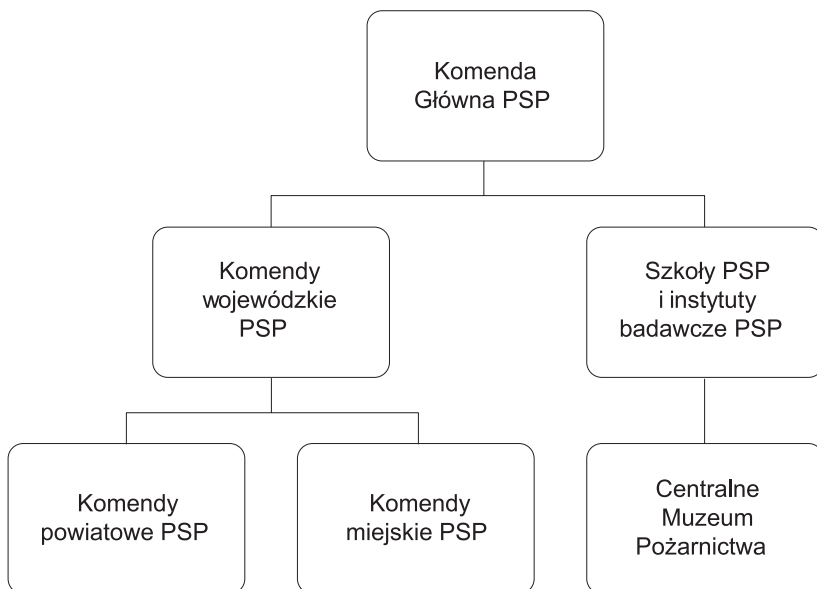 Komenda
Główna PSP
Komendy
wojewódzkie
PSP
Szkoły PSP
i instytuty
badawcze PSP
Komendy
powiatowe PSP
Komendy
miejskie PSP
Centralne
Muzeum
Pożarnictwa